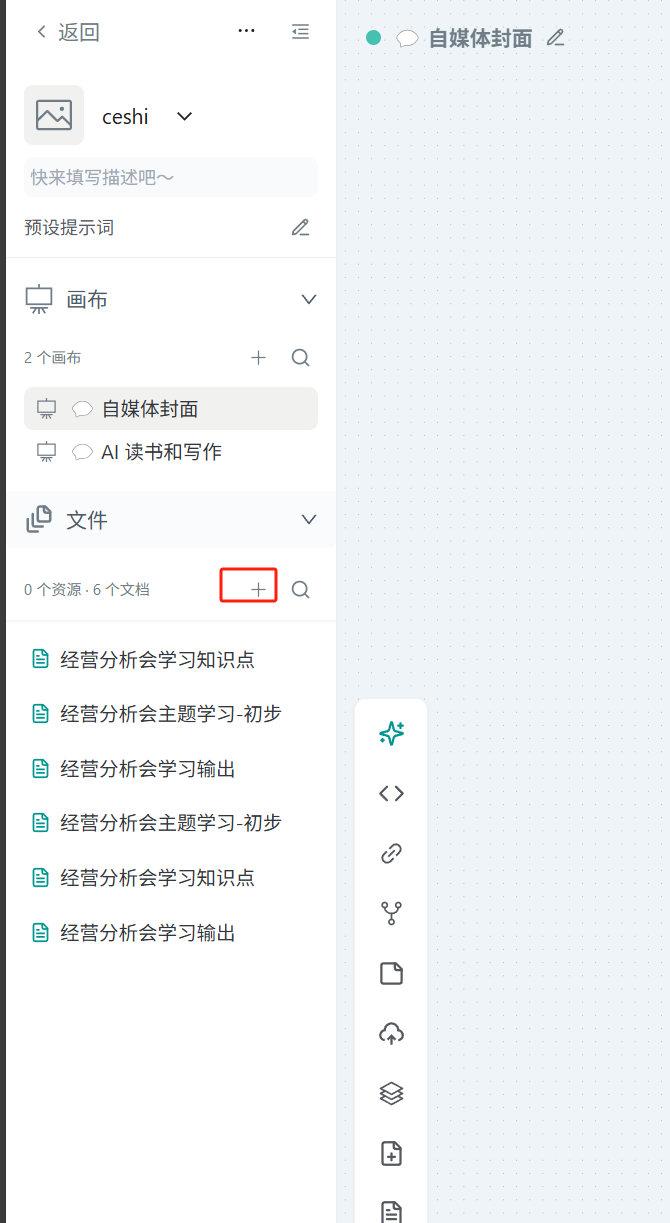 返回
自媒体封面
ceshi
快来填写描述吧～
预设提示词
画布
2 个画布
自媒体封面
AI 读书和写作
文件
0 个资源 · 6 个文档
经营分析会学习知识点
经营分析会主题学习-初步
经营分析会学习输出
经营分析会主题学习-初步
经营分析会学习知识点
经营分析会学习输出